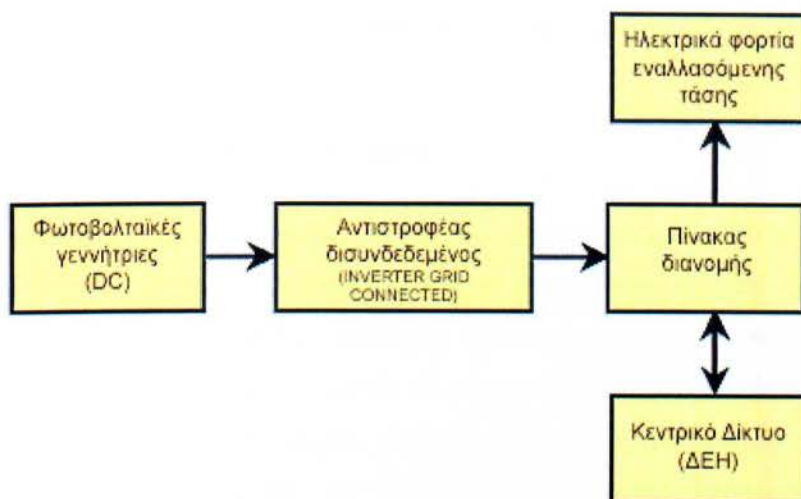 Ηλεκτρικά φορτία
εναλλασόμενης
τάσης
Φωτοβολταϊκές
γεννήτριες
(DC)
Αντιστροφέας
δισυνδεδεμένος
(INVERTER GRID
CONNECTED)
Πίνακας
διανομής
Κεντρικό Δίκτυο
(ΔΕΗ)